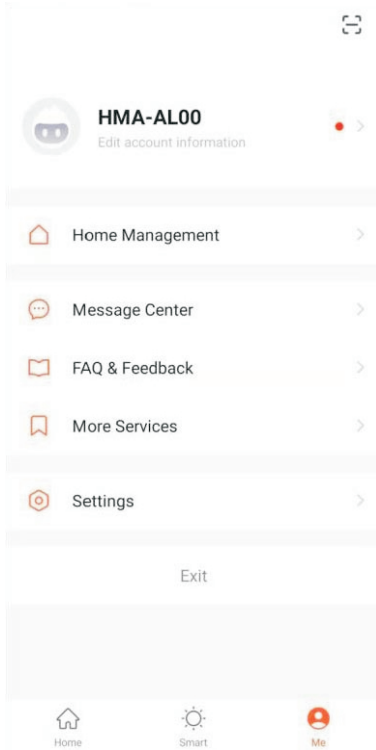 HMA-AL00
Edit account information
Home Management
Message Center
FAQ & Feedback
More Services
Settings
Exit
Home
Smart
Me